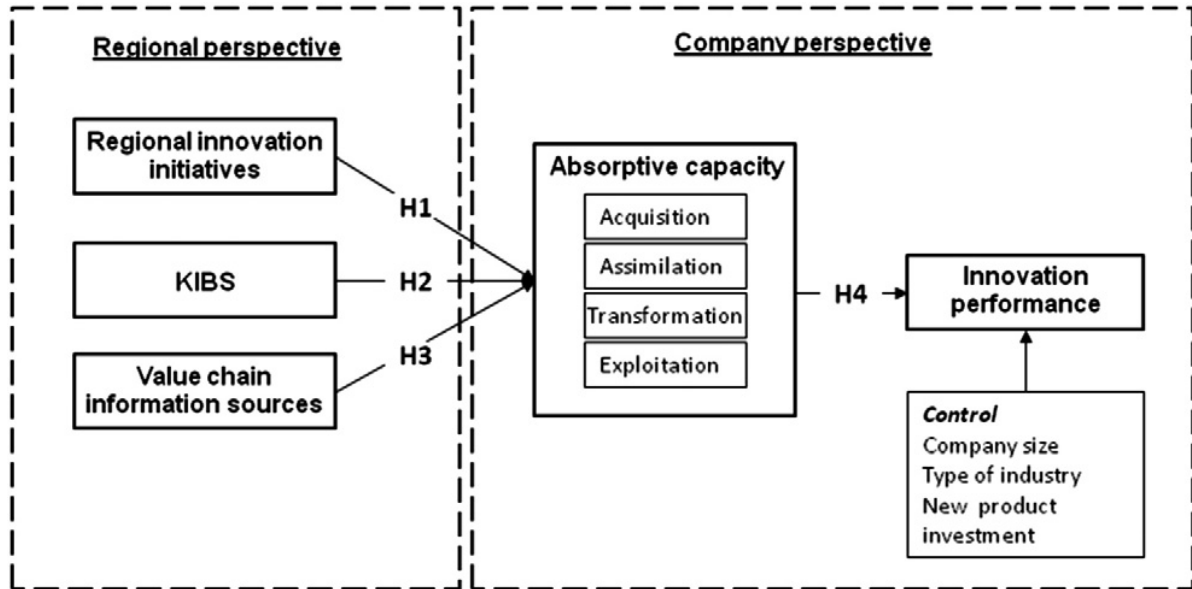 Regional perspective
Regional innovation
initiatives
H1
KIBS
H2
Value chain
information sources
H3
Company perspective
Absorptive capacity
Acquisition
Assimilation
Transformation
Exploitation
H4
Innovation
performance
Control
Company size
Type of industry
New product
investment